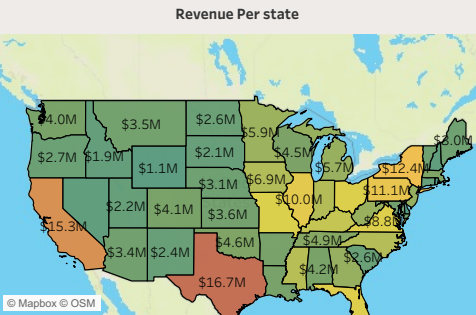 Revenue Per state
$4.0M
$3.5M
$2.6M
$5.9M
$3.0M
$2.7M
$1.9M
$2.1M
$4.5M
$5.7M
$12.4M
$1.1M
$3.1M
$6.9M
$11.1M
$15.3M
$2.2M
$4.1M
$3.6M
$10.0M
$8.8M
$3.4M
$2.4M
$4.6M
$4.9M
$4.2M
$2.6M
$16.7M
© Mapbox © OSM